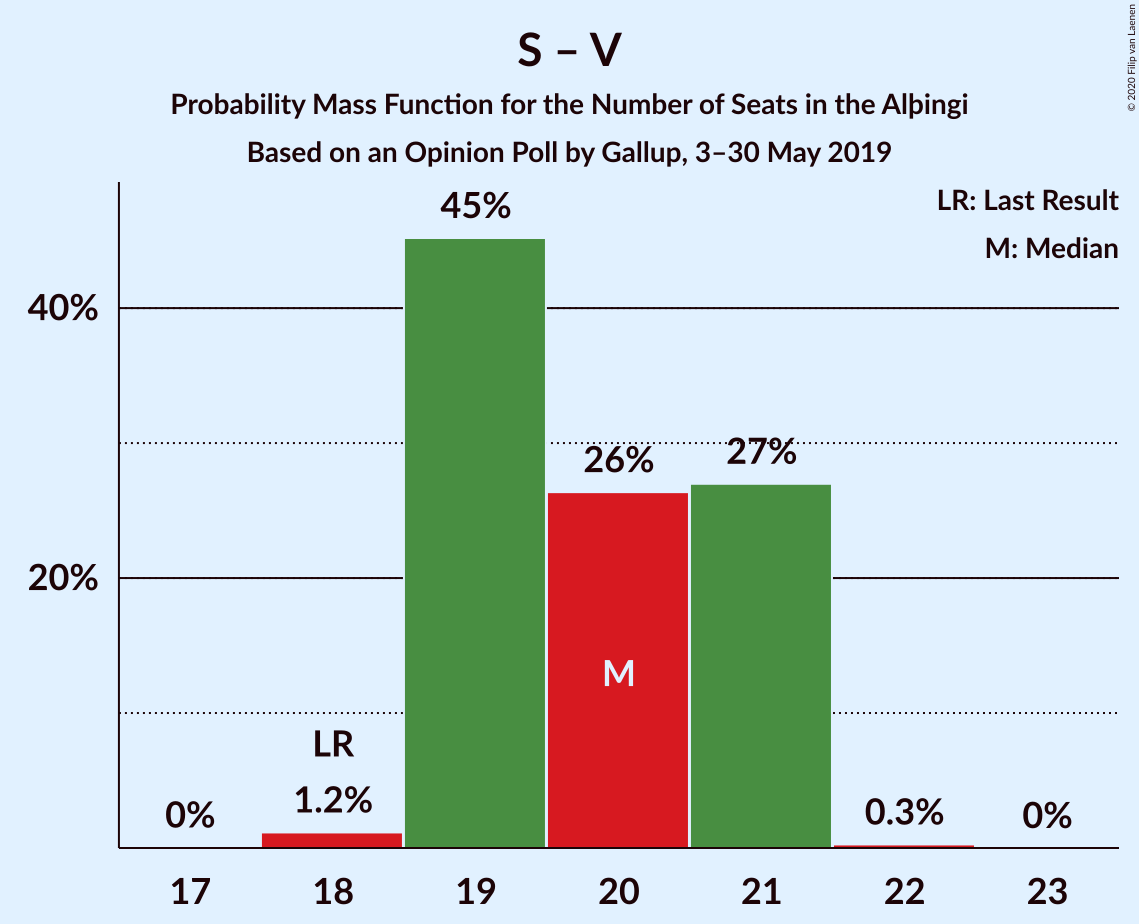 S – V
Probability Mass Function for the Number of Seats in the Alþingi
Based on an Opinion Poll by Gallup, 3–30 May 2019
© 2020 Filip van Laenen
LR: Last Result
M: Median
45%
40%
27%
26%
20%
M
LR
1.2%
0%
0.3%
0%
17 18 19 20 21 22 23